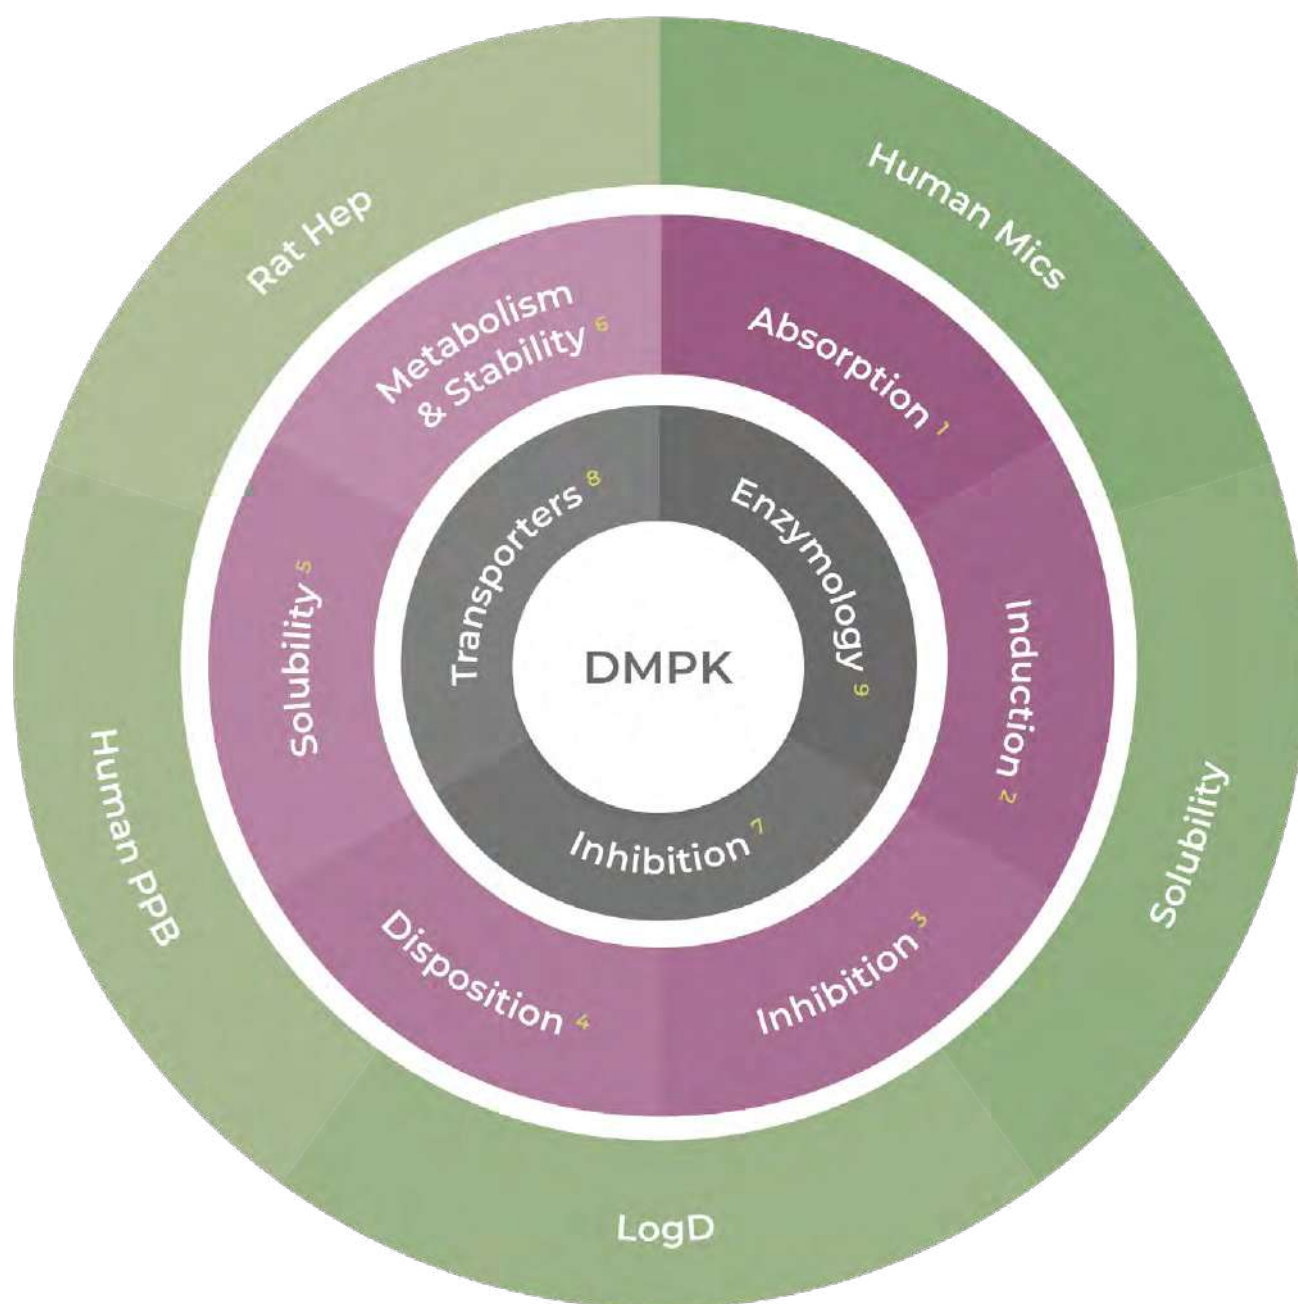 Human Mics
Solubility
LogD
Human PPB
Rat Hep
Absorption 1
Induction 2
Inhibition 3
Disposition 4
Solubility 5
Metabolism
& Stability 6
Enzymology 9
Inhibition 7
Transporters 8
DMPK